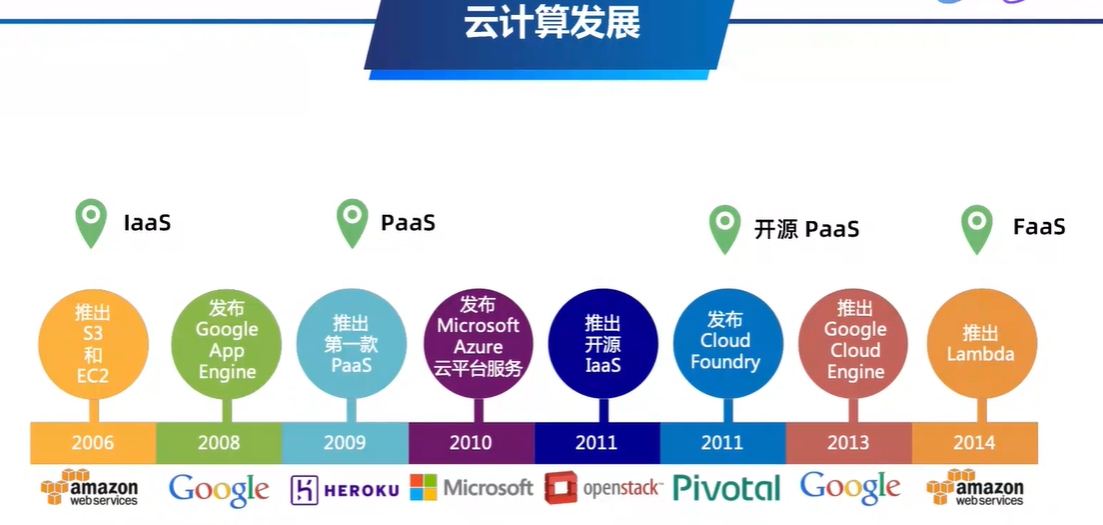 云计算发展
IaaS
PaaS
开源 PaaS
FaaS
推出
S3
和
EC2
发布
Google
App
Engine
推出
第一款
PaaS
发布
Microsoft
Azure
云平台服务
推出
开源
IaaS
发布
Cloud
Foundry
推出
Google
Cloud
Engine
推出
Lambda
2006
2008
2009
2010
2011
2011
2013
2014
amazon
web services
Google
HEROKU
Microsoft
openstack
Pivotal
Google
amazon
web services